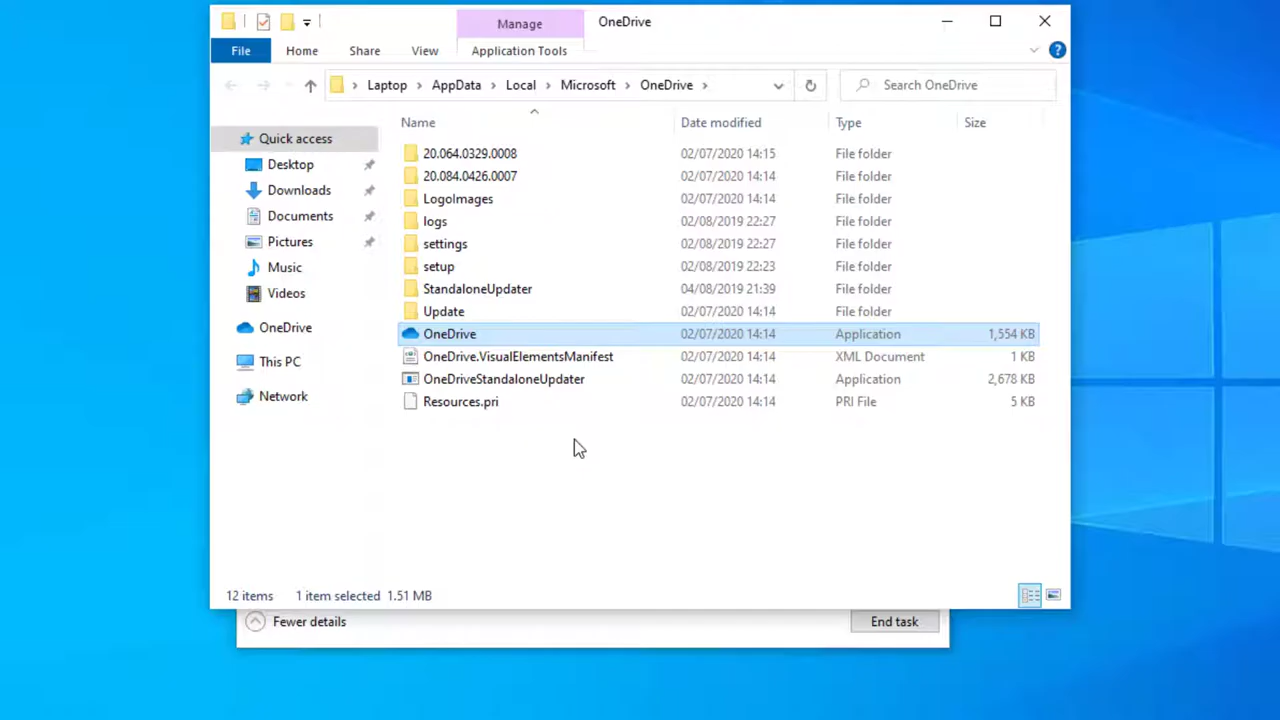 Manage OneDrive
File Home Share View Application Tools
Laptop AppData Local Microsoft OneDrive Search OneDrive
Name Date modified Type Size
Quick access
Desktop
Downloads
Documents
Pictures
Music
Videos
OneDrive
This PC
Network
20.064.0329.0008 02/07/2020 14:15 File folder
20.084.0426.0007 02/07/2020 14:14 File folder
LogoImages 02/07/2020 14:14 File folder
logs 02/08/2019 22:27 File folder
settings 02/08/2019 22:27 File folder
setup 02/08/2019 22:23 File folder
StandaloneUpdater 04/08/2019 21:39 File folder
Update 02/07/2020 14:14 File folder
OneDrive 02/07/2020 14:14 Application 1,554 KB
OneDrive.VisualElementsManifest 02/07/2020 14:14 XML Document 1 KB
OneDriveStandaloneUpdater 02/07/2020 14:14 Application 2,678 KB
Resources.pri 02/07/2020 14:14 PRI File 5 KB
12 items 1 item selected 1.51 MB
Fewer details End task